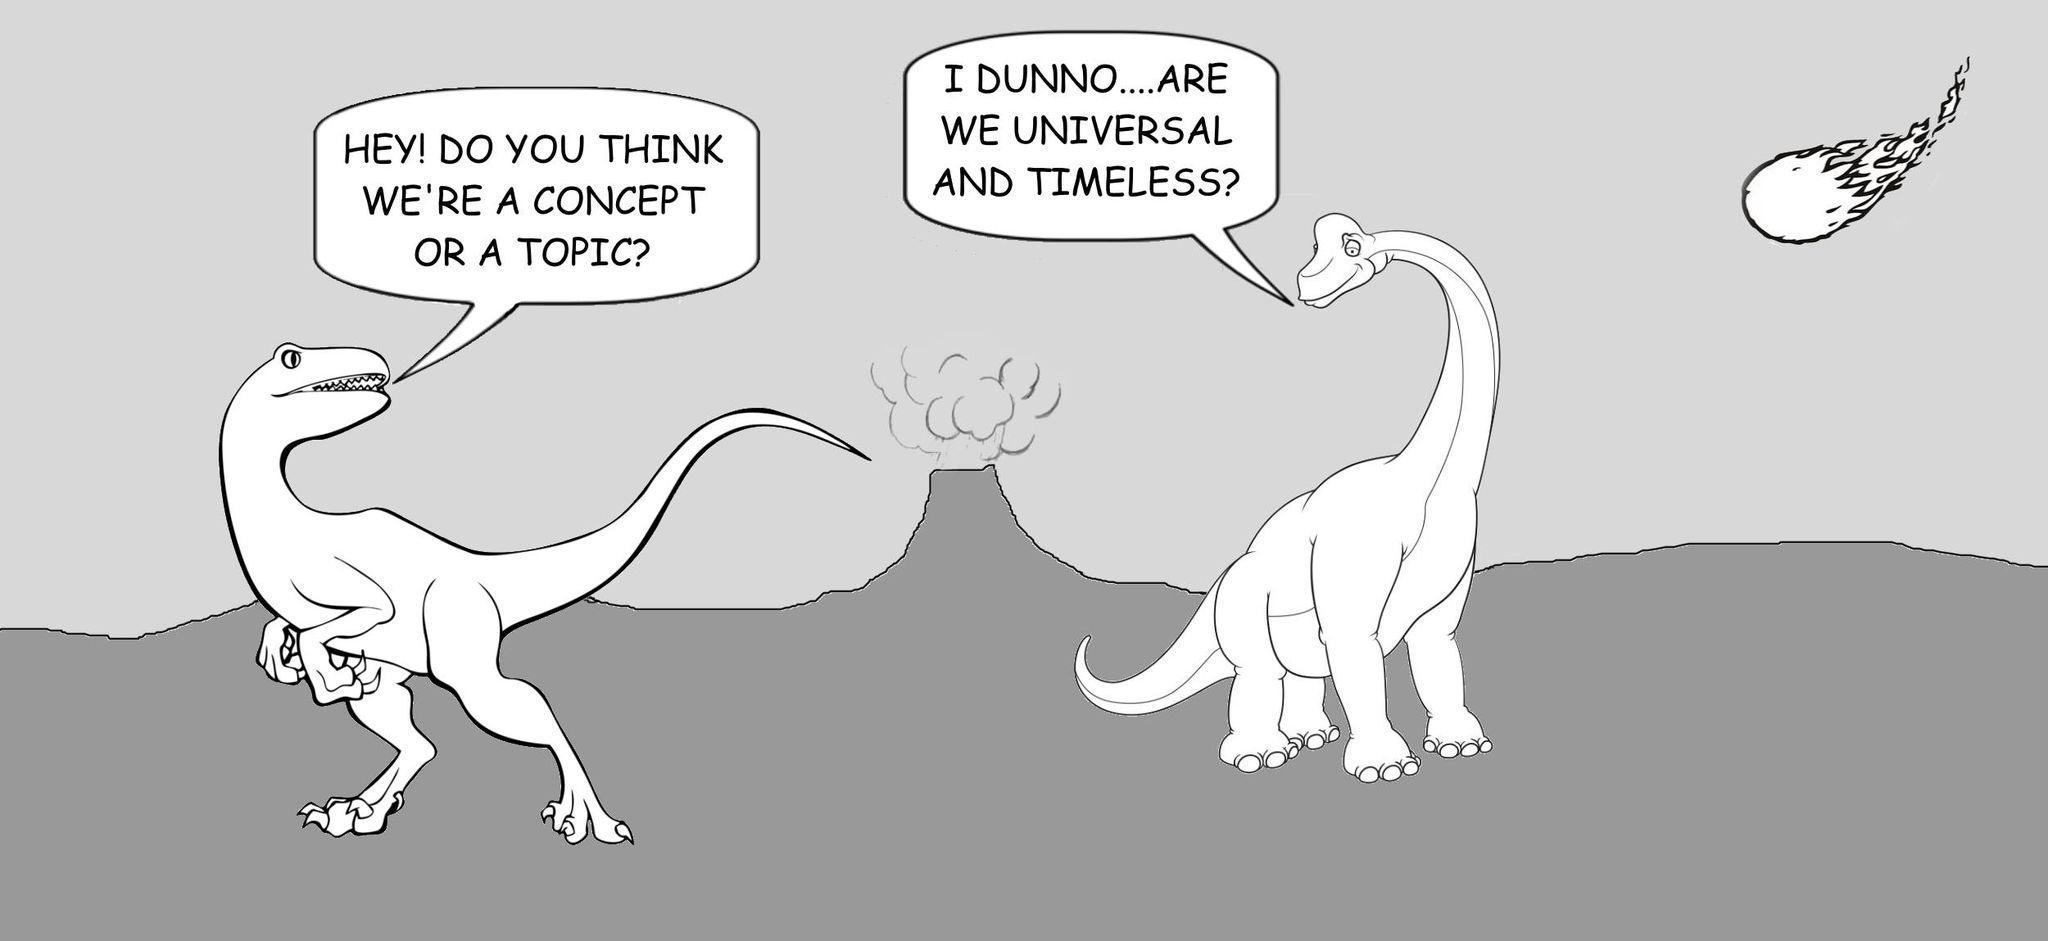 HEY! DO YOU THINK
WE'RE A CONCEPT
OR A TOPIC?
I DUNNO....ARE
WE UNIVERSAL
AND TIMELESS?